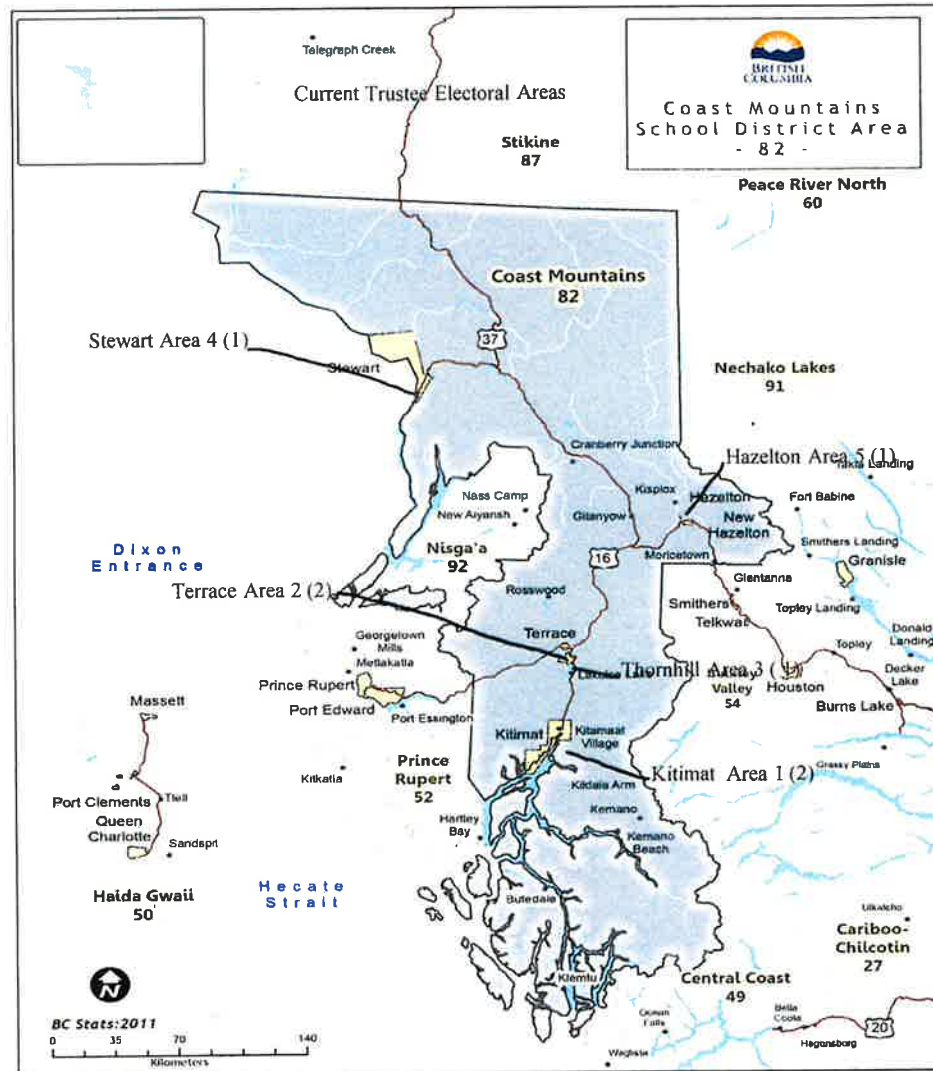 Telegraph Creek
Current Trustee Electoral Areas
BRITISH
COLUMBIA
Coast Mountains
School District Area
- 82 -
Stikine
87
Peace River North
60
Coast Mountains
82
37
Stewart Area 4 (1)
Stewart
Nechako Lakes
91
Cranberry Junction
Hazelton Area 5 (1)
Landing
Kispiox
Hazelton
Fort Babine
Nass Camp
New Aiyansh
Gitanyow
New
Hazelton
Nisga'a
92
Dixon
Entrance
16
Moricetown
Smithers Landing
Granisle
Terrace Area 2 (2)
Rosswood
Glentanna
Smithers
Telkwa
Topley Landing
Donald
Landing
Georgetown
Mills
Metlakatla
Terrace
Topley
Thornhill Area 3 (1)
Valley
54
Houston
Decker
Lake
Prince Rupert
Port Edward
Port Essington
Burns Lake
Massett
Kitimat
Kitamaat
Village
Grassy Plains
Prince
Rupert
52
Kitkatla
Kitimat Area 1 (2)
Kildala Arm
Port Clements
Tlell
Queen
Charlotte
Sandspit
Hartley
Bay
Kemano
Kemano
Beach
Haida Gwaii
50
Hecate
Strait
Butedale
Ulkatcho
Cariboo-
Chilcotin
27
Klemtu
Central Coast
49
N
Ocean
Falls
Bella
Coola
Hagensborg
20
Waglisla
BC Stats:2011
0 35 70 140
Kilometers